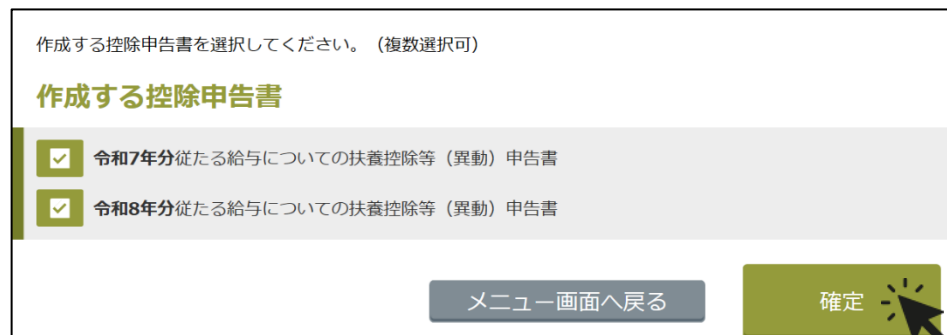 作成する控除申告書を選択してください。（複数選択可）
作成する控除申告書
令和7年分従たる給与についての扶養控除等（異動）申告書
令和8年分従たる給与についての扶養控除等（異動）申告書
メニュー画面へ戻る
確定